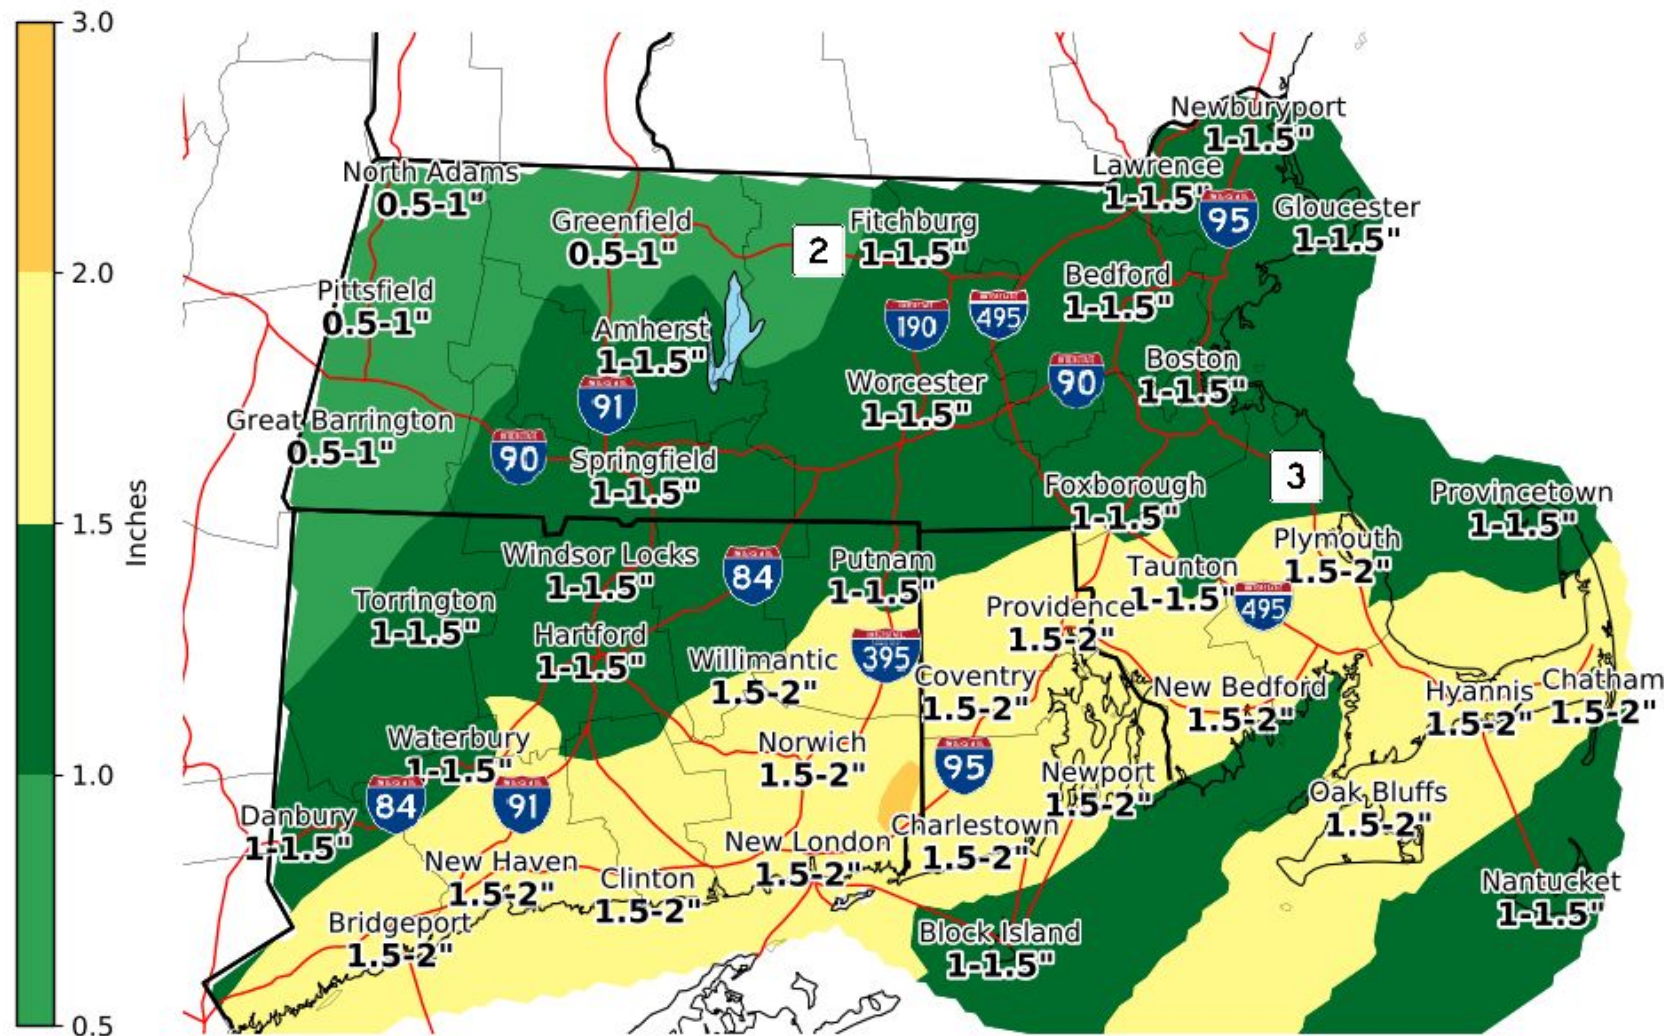 3.0
2.0
1.5
1.0
0.5
Inches
Newburyport
1-1.5"
Lawrence
1-1.5"
95
Gloucester
1-1.5"
North Adams
0.5-1"
Greenfield
0.5-1"
2
Fitchburg
1-1.5"
Bedford
1-1.5"
Pittsfield
0.5-1"
190
495
Amherst
1-1.5"
91
Worcester
1-1.5"
90
Boston
1-1.5"
Great Barrington
0.5-1"
90
Springfield
1-1.5"
3
Foxborough
1-1.5"
Provincetown
1-1.5"
Windsor Locks
1-1.5"
84
Putnam
1-1.5"
Taunton
1-1.5"
Plymouth
1.5-2"
495
Torrington
1-1.5"
Hartford
1-1.5"
Providence
1.5-2"
Willimantic
1.5-2"
395
Coventry
1.5-2"
New Bedford
1.5-2"
Hyannis
1.5-2"
Chatham
1.5-2"
Waterbury
1-1.5"
84
91
Norwich
1.5-2"
95
Newport
1.5-2"
Oak Bluffs
1.5-2"
Danbury
1-1.5"
New Haven
1.5-2"
Clinton
1.5-2"
New London
1.5-2"
Charlestown
1.5-2"
Nantucket
1-1.5"
Bridgeport
1.5-2"
Block Island
1-1.5"